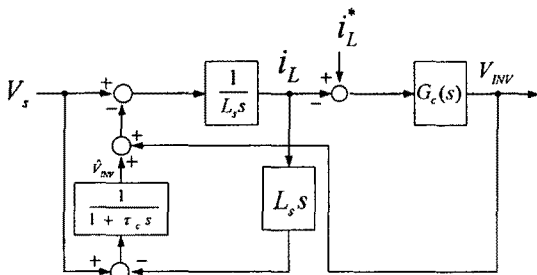 i_L^*
V_s
+
−
1
L_s s
i_L
+
−
G_c(s)
V_INV
+
+
V̂_INV
L_s s
1
1 + τ_c s
+
−